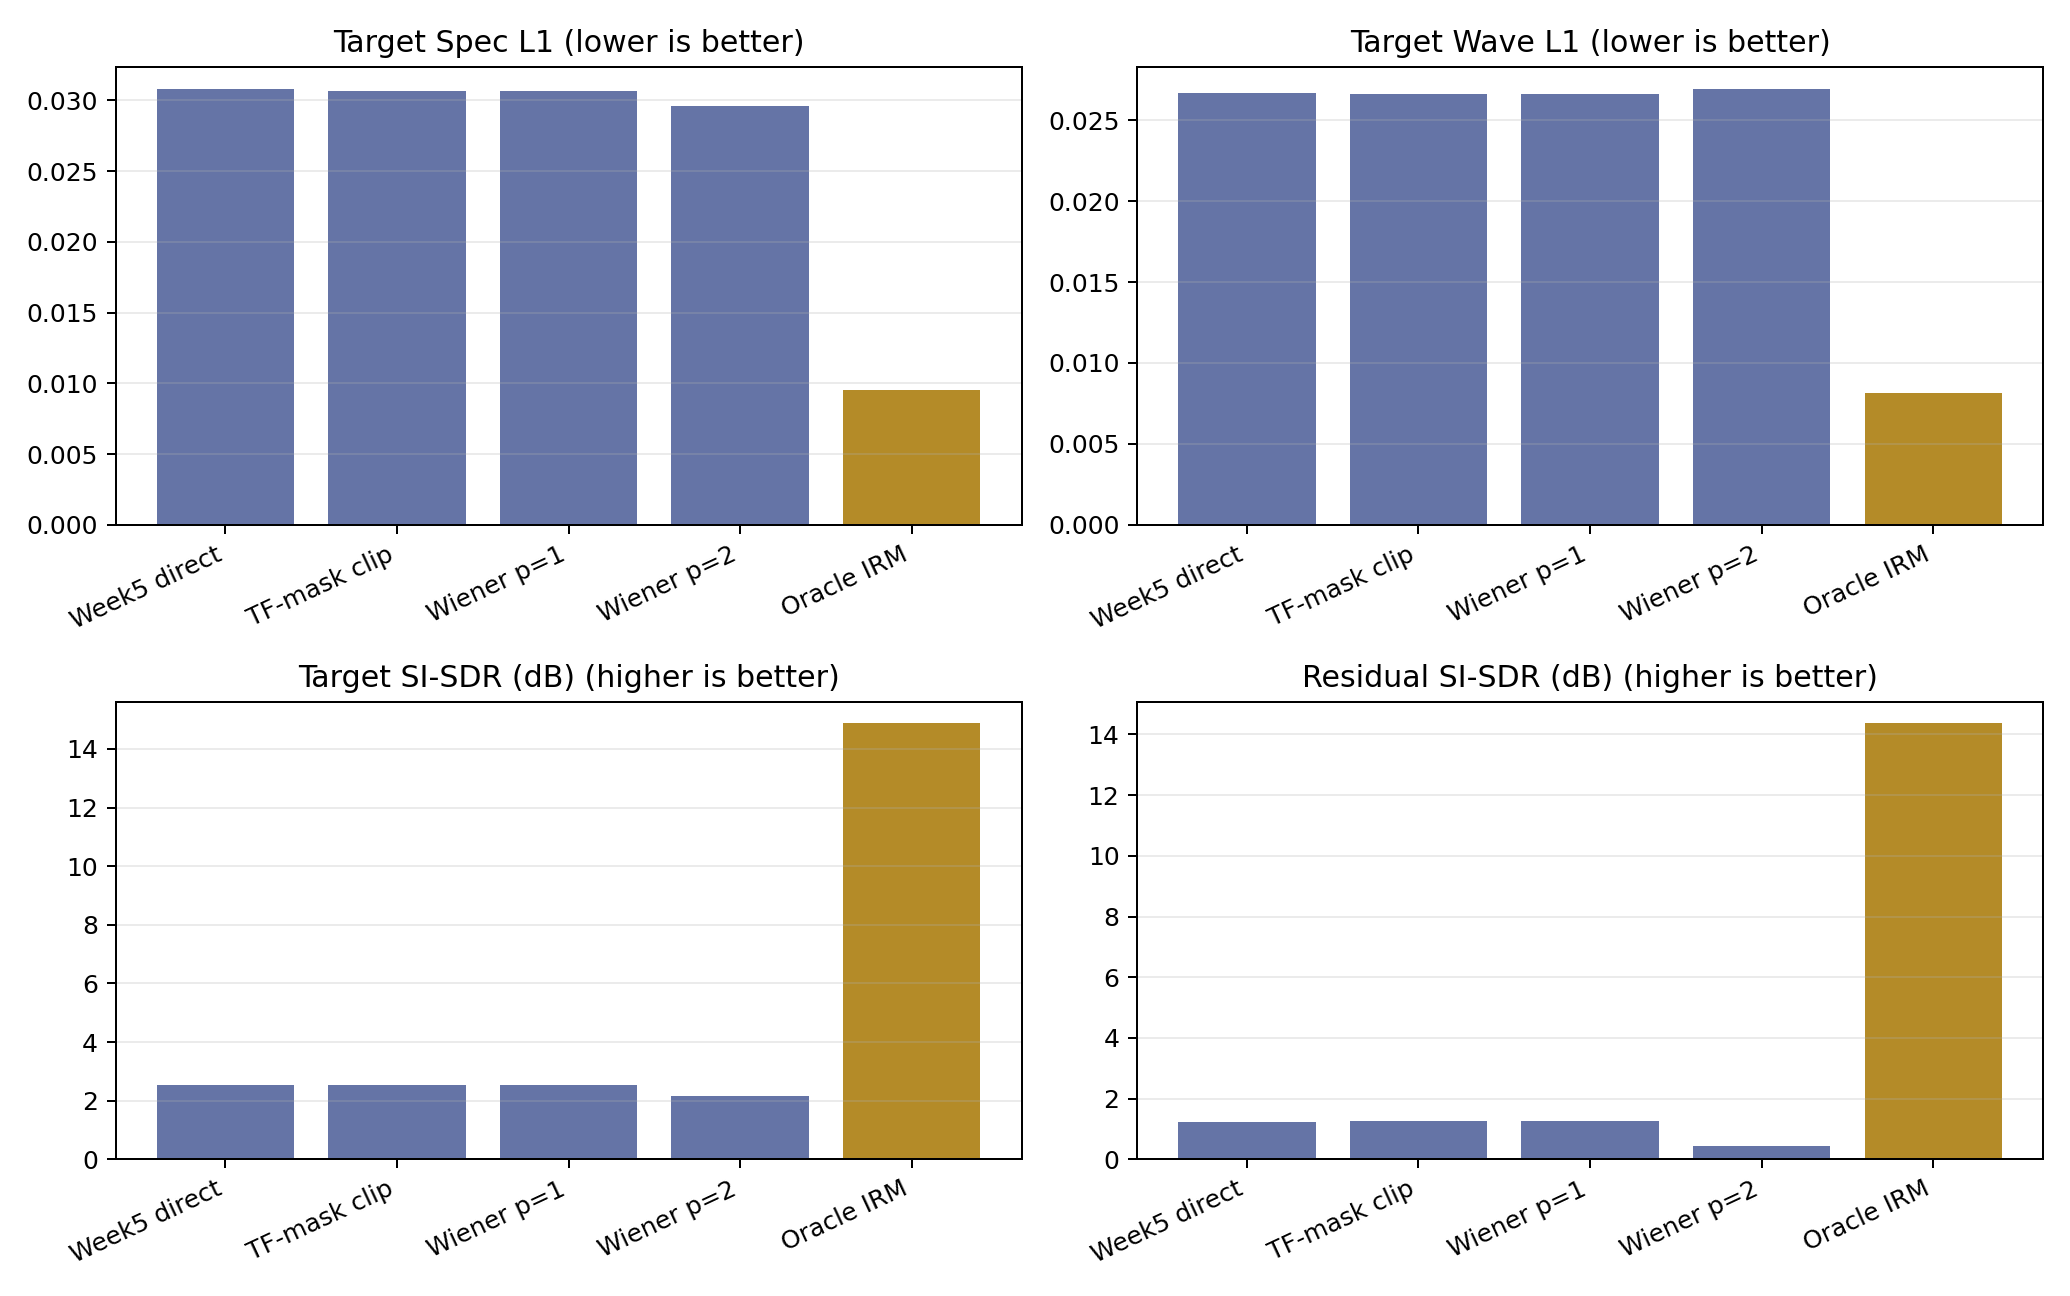 Target Spec L1 (lower is better)
0.030
0.025
0.020
0.015
0.010
0.005
0.000
Week5 direct
TF-mask clip
Wiener p=1
Wiener p=2
Oracle IRM
Target Wave L1 (lower is better)
0.025
0.020
0.015
0.010
0.005
0.000
Week5 direct
TF-mask clip
Wiener p=1
Wiener p=2
Oracle IRM
Target SI-SDR (dB) (higher is better)
14
12
10
8
6
4
2
0
Week5 direct
TF-mask clip
Wiener p=1
Wiener p=2
Oracle IRM
Residual SI-SDR (dB) (higher is better)
14
12
10
8
6
4
2
0
Week5 direct
TF-mask clip
Wiener p=1
Wiener p=2
Oracle IRM